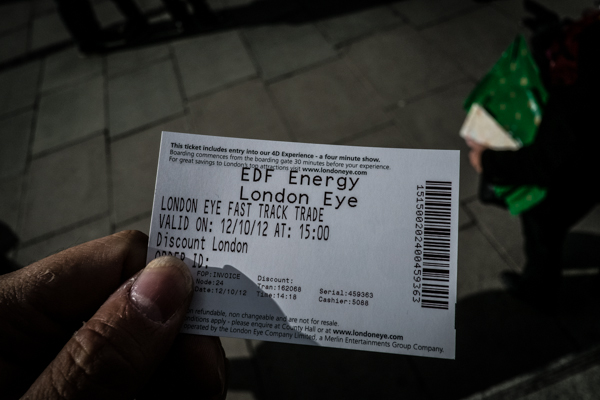 This ticket includes entry into our 4D Experience - a four minute show.
Boarding commences from the boarding gate 30 minutes before your experience.
For great savings to London's top attractions visit www.londoneye.com
EDF Energy
London Eye
LONDON EYE FAST TRACK TRADE
VALID ON: 12/10/12 AT: 15:00
Discount London
ORDER ID:
FOP:INVOICE Discount:
Node:24 Tran:162068 Serial:459363
Date:12/10/12 Time:14:18 Cashier:5088
refundable, non changeable and are not for resale.
conditions apply - please enquire at County Hall or at www.londoneye.com
operated by the London Eye Company Limited, a Merlin Entertainments Group Company.